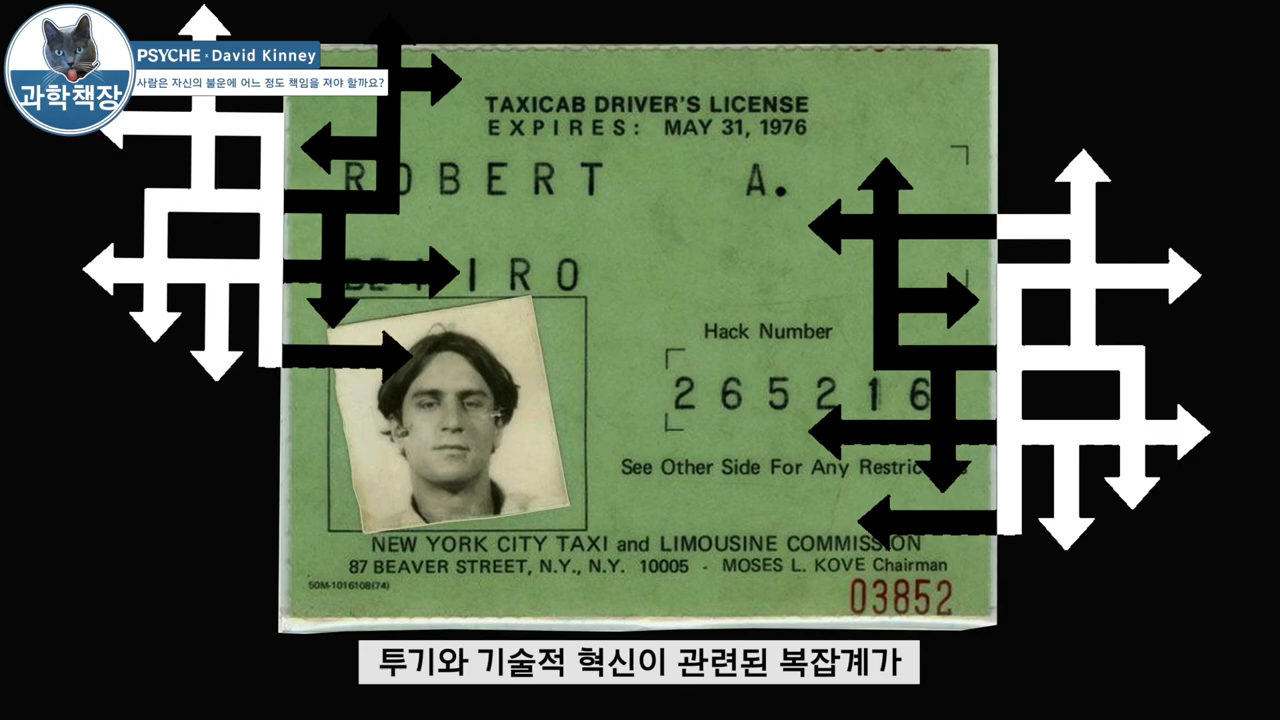 PSYCHE x David Kinney
사람은 자신의 불운에 어느 정도 책임을 져야 할까요?
과학책장
TAXICAB DRIVER'S LICENSE
EXPIRES: MAY 31, 1976
ROBERT A.
IRO
Hack Number
265216
See Other Side For Any
NEW YORK CITY TAXI and LIMOUSINE COMMISSION
87 BEAVER STREET, N.Y., N.Y. 10005 - MOSES L. KOVE Chairman
50M-1016108(74)
03852
투기와 기술적 혁신이 관련된 복잡계가